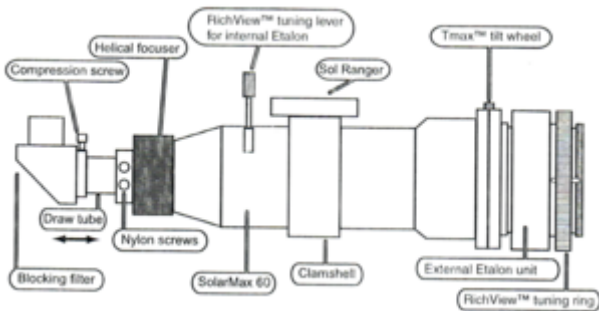 RichView™ tuning lever
for internal Etalon
Tmax™ tilt wheel
Helical focuser
Sol Ranger
Compression screw
Draw tube
Nylon screws
Blocking filter
SolarMax 60
Clamshell
External Etalon unit
RichView™ tuning ring